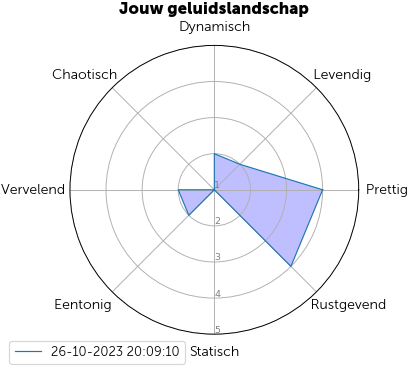 Jouw geluidslandschap
Dynamisch
Chaotisch
Levendig
Vervelend
1
Prettig
2
3
4
Eentonig
Rustgevend
5
26-10-2023 20:09:10
Statisch